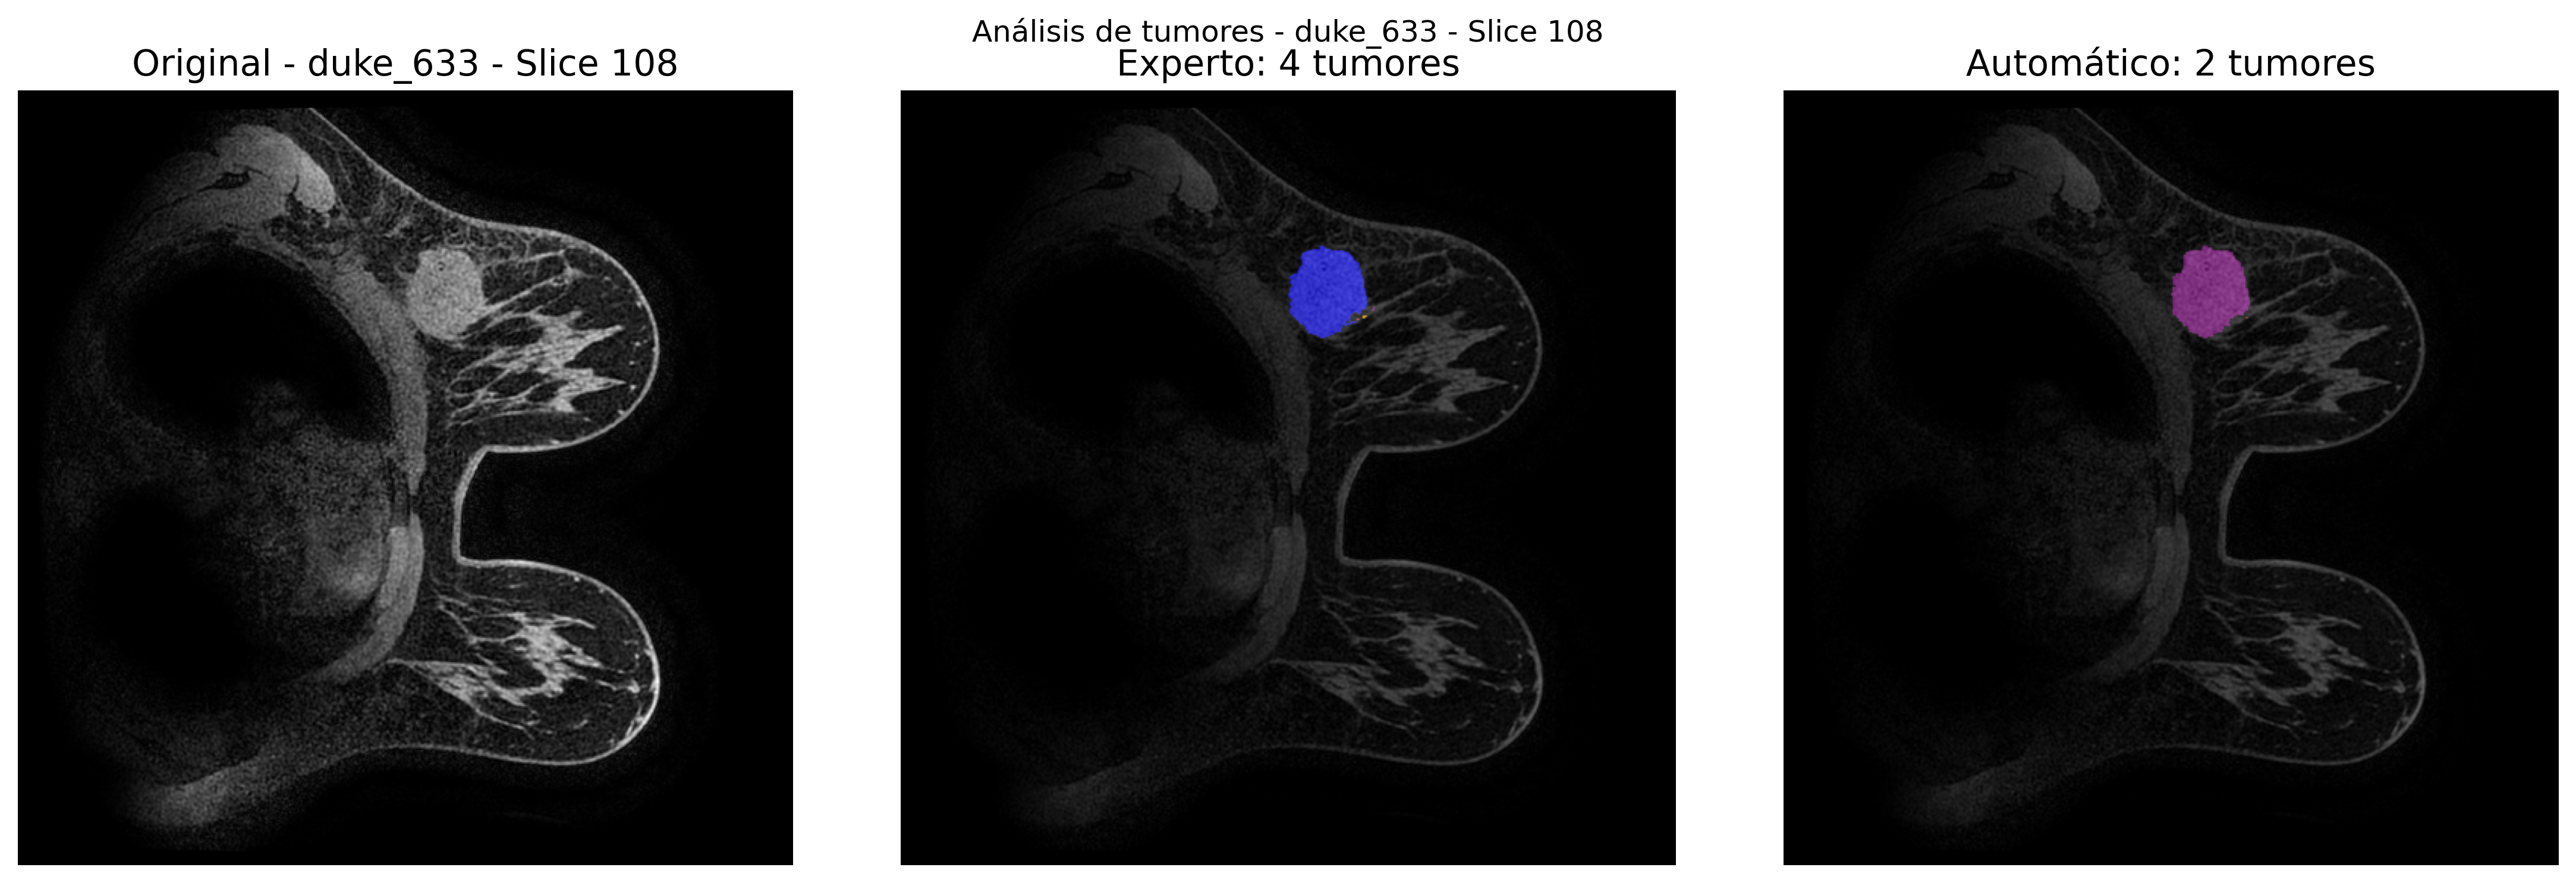 Análisis de tumores - duke_633 - Slice 108
Original - duke_633 - Slice 108
Experto: 4 tumores
Automático: 2 tumores